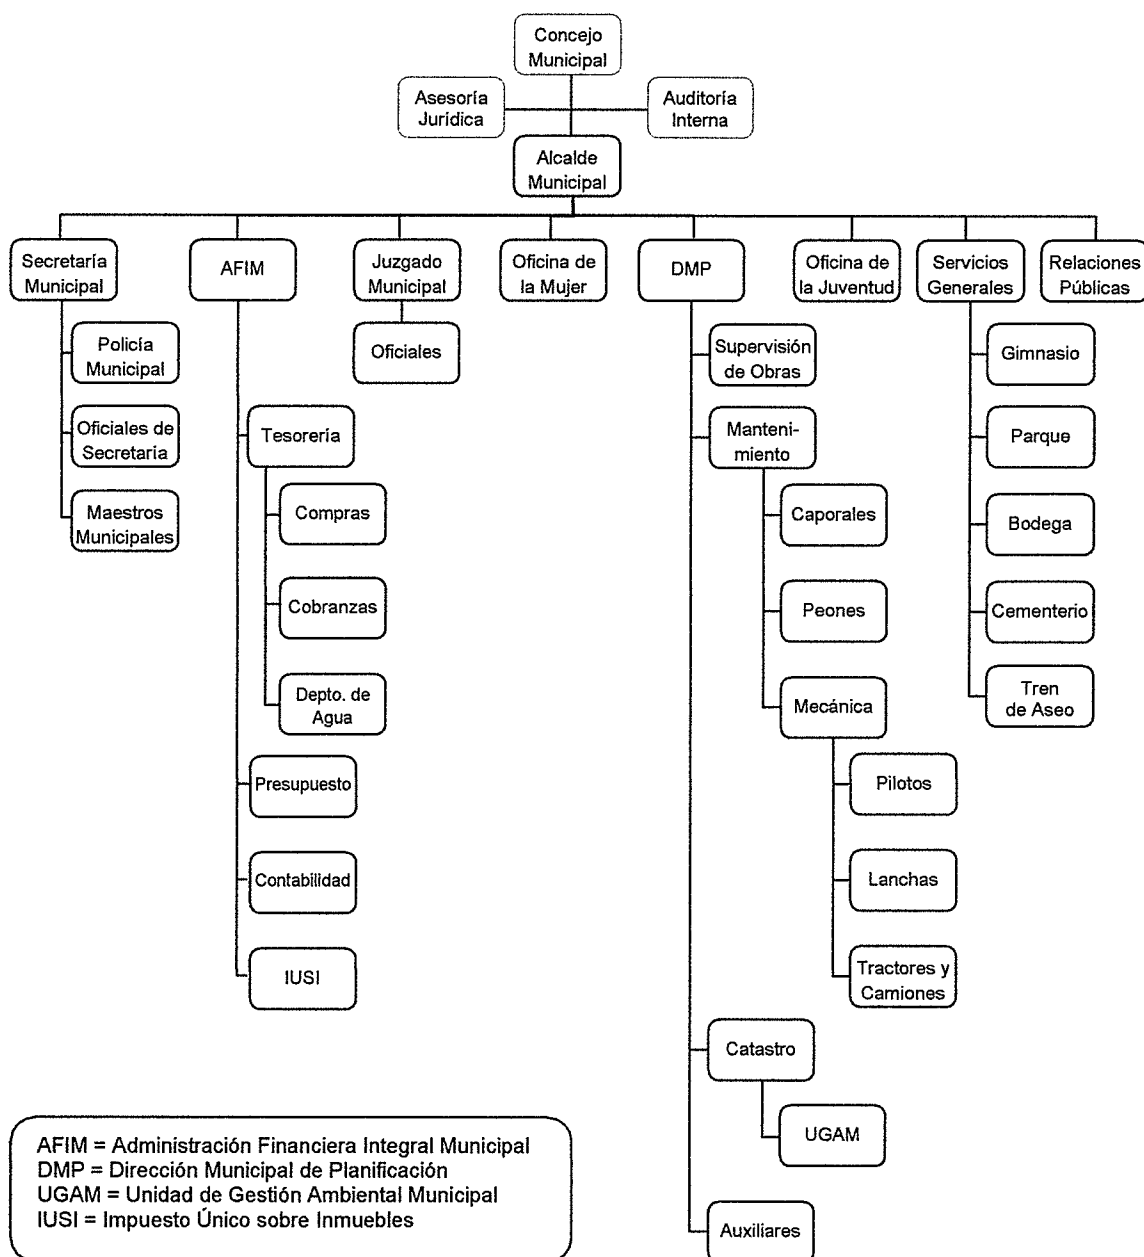 Concejo
Municipal
Asesoría
Jurídica
Auditoría
Interna
Alcalde
Municipal
Secretaría
Municipal
AFIM
Juzgado
Municipal
Oficina de
la Mujer
DMP
Oficina de
la Juventud
Servicios
Generales
Relaciones
Públicas
Policía
Municipal
Oficiales de
Secretaría
Maestros
Municipales
Tesorería
Compras
Cobranzas
Depto. de
Agua
Presupuesto
Contabilidad
IUSI
Oficiales
Supervisión
de Obras
Manteni-
miento
Caporales
Peones
Mecánica
Pilotos
Lanchas
Tractores y
Camiones
Catastro
UGAM
Auxiliares
Gimnasio
Parque
Bodega
Cementerio
Tren
de Aseo
AFIM = Administración Financiera Integral Municipal
DMP = Dirección Municipal de Planificación
UGAM = Unidad de Gestión Ambiental Municipal
IUSI = Impuesto Único sobre Inmuebles